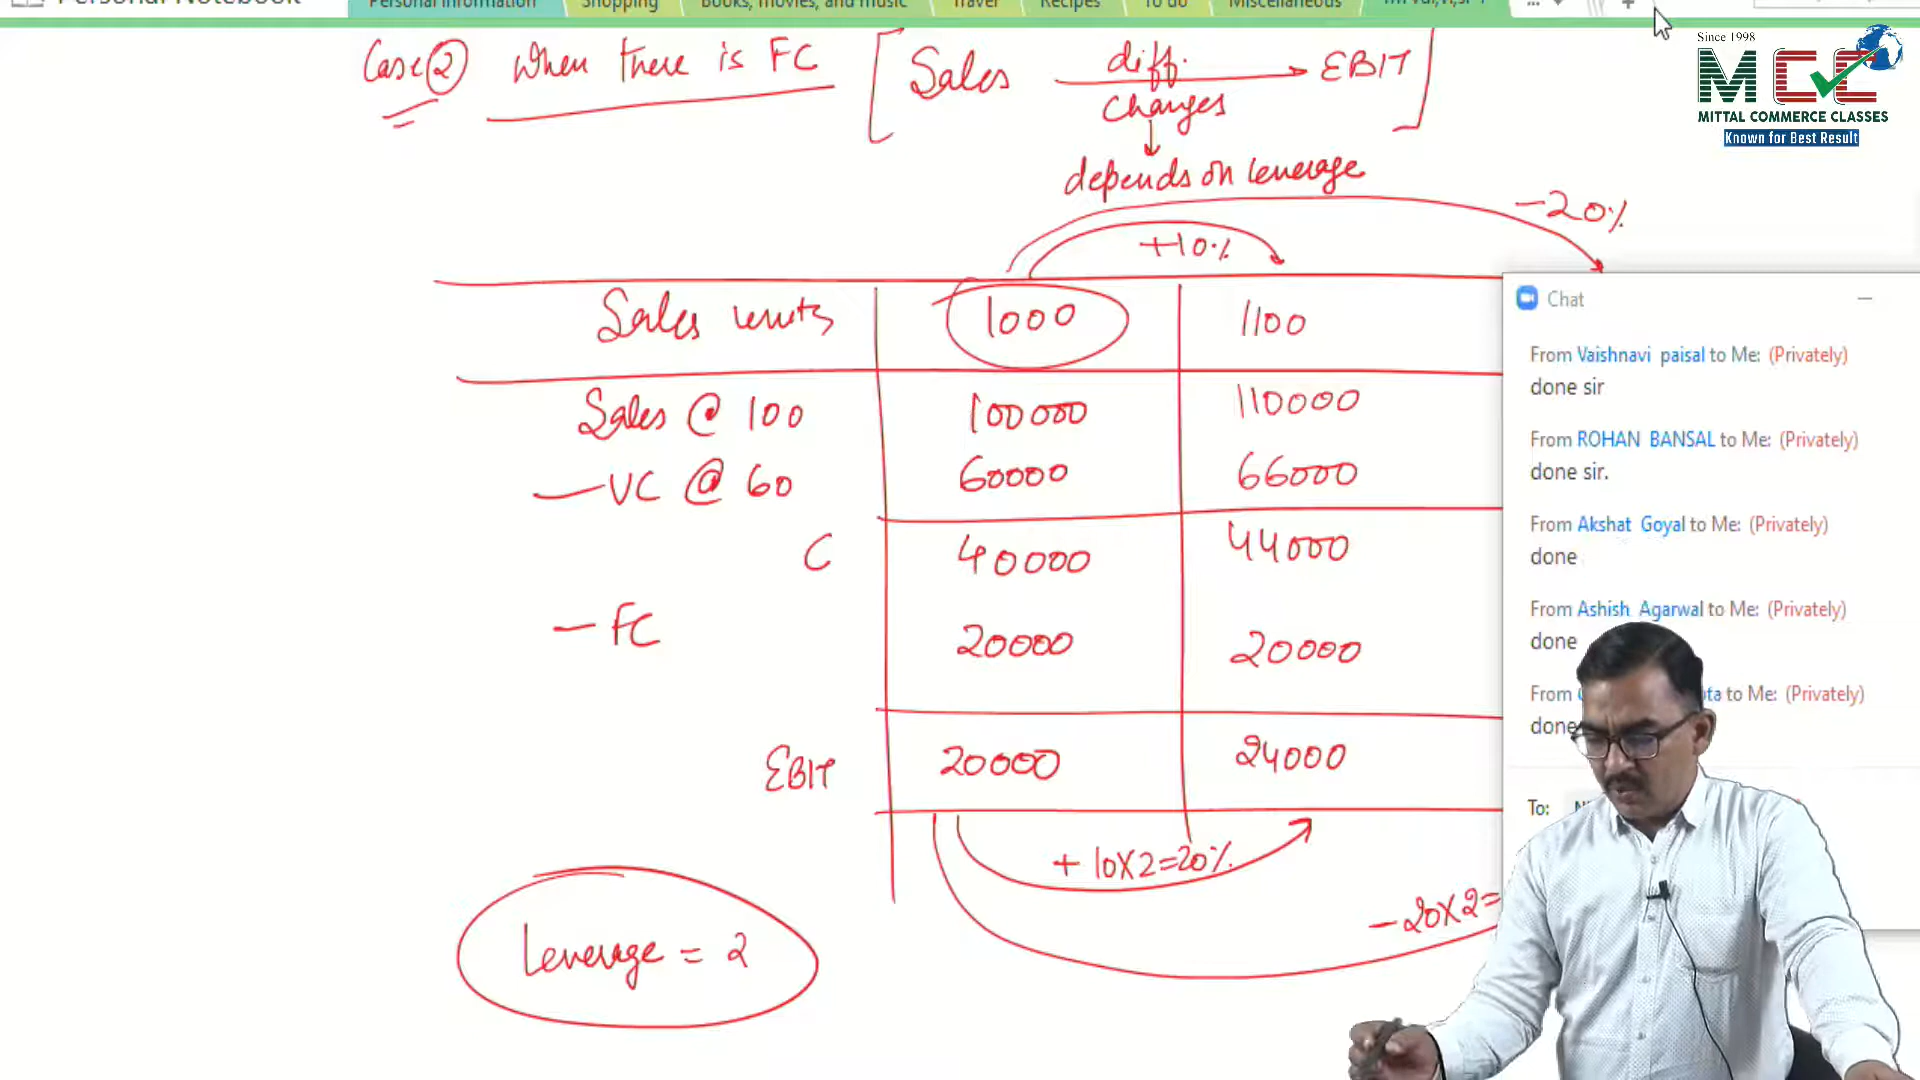 Personal Notebook
Personal Information
Shopping
Books, movies, and music
Travel
Recipes
To do
Miscellaneous
Since 1998
MCC
MITTAL COMMERCE CLASSES
Known for Best Result
Case 2 When there is FC [ Sales diff. changes → EBIT ]
depends on leverage
-20%
+10%
Sales units 1000 1100
Sales @ 100 100000 110000
- VC @ 60 60000 66000
C 40000 44000
- FC 20000 20000
EBIT 20000 24000
+ 10X2=20%
- 20X2=
Leverage = 2
Chat
From Vaishnavi paisal to Me: (Privately)
done sir
From ROHAN BANSAL to Me: (Privately)
done sir.
From Akshat Goyal to Me: (Privately)
done
From Ashish Agarwal to Me: (Privately)
done
From to Me: (Privately)
done
To: